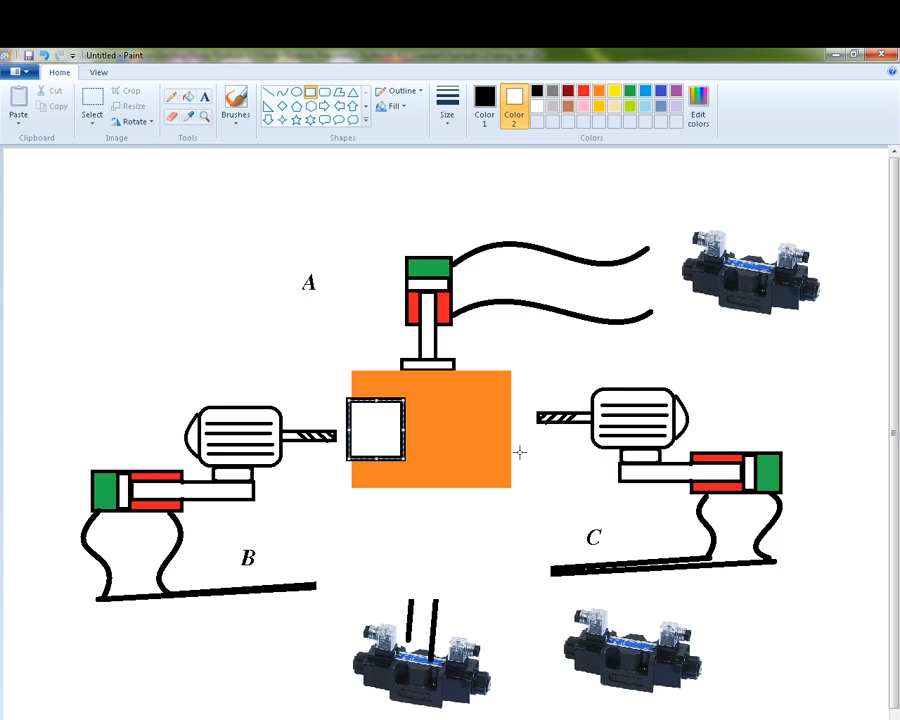 Untitled - Paint
Home
View
Paste
Cut
Copy
Clipboard
Select
Crop
Resize
Rotate
Image
A
Tools
Brushes
Shapes
Outline
Fill
Size
Color
1
Color
2
Edit
colors
Colors
A
B
C